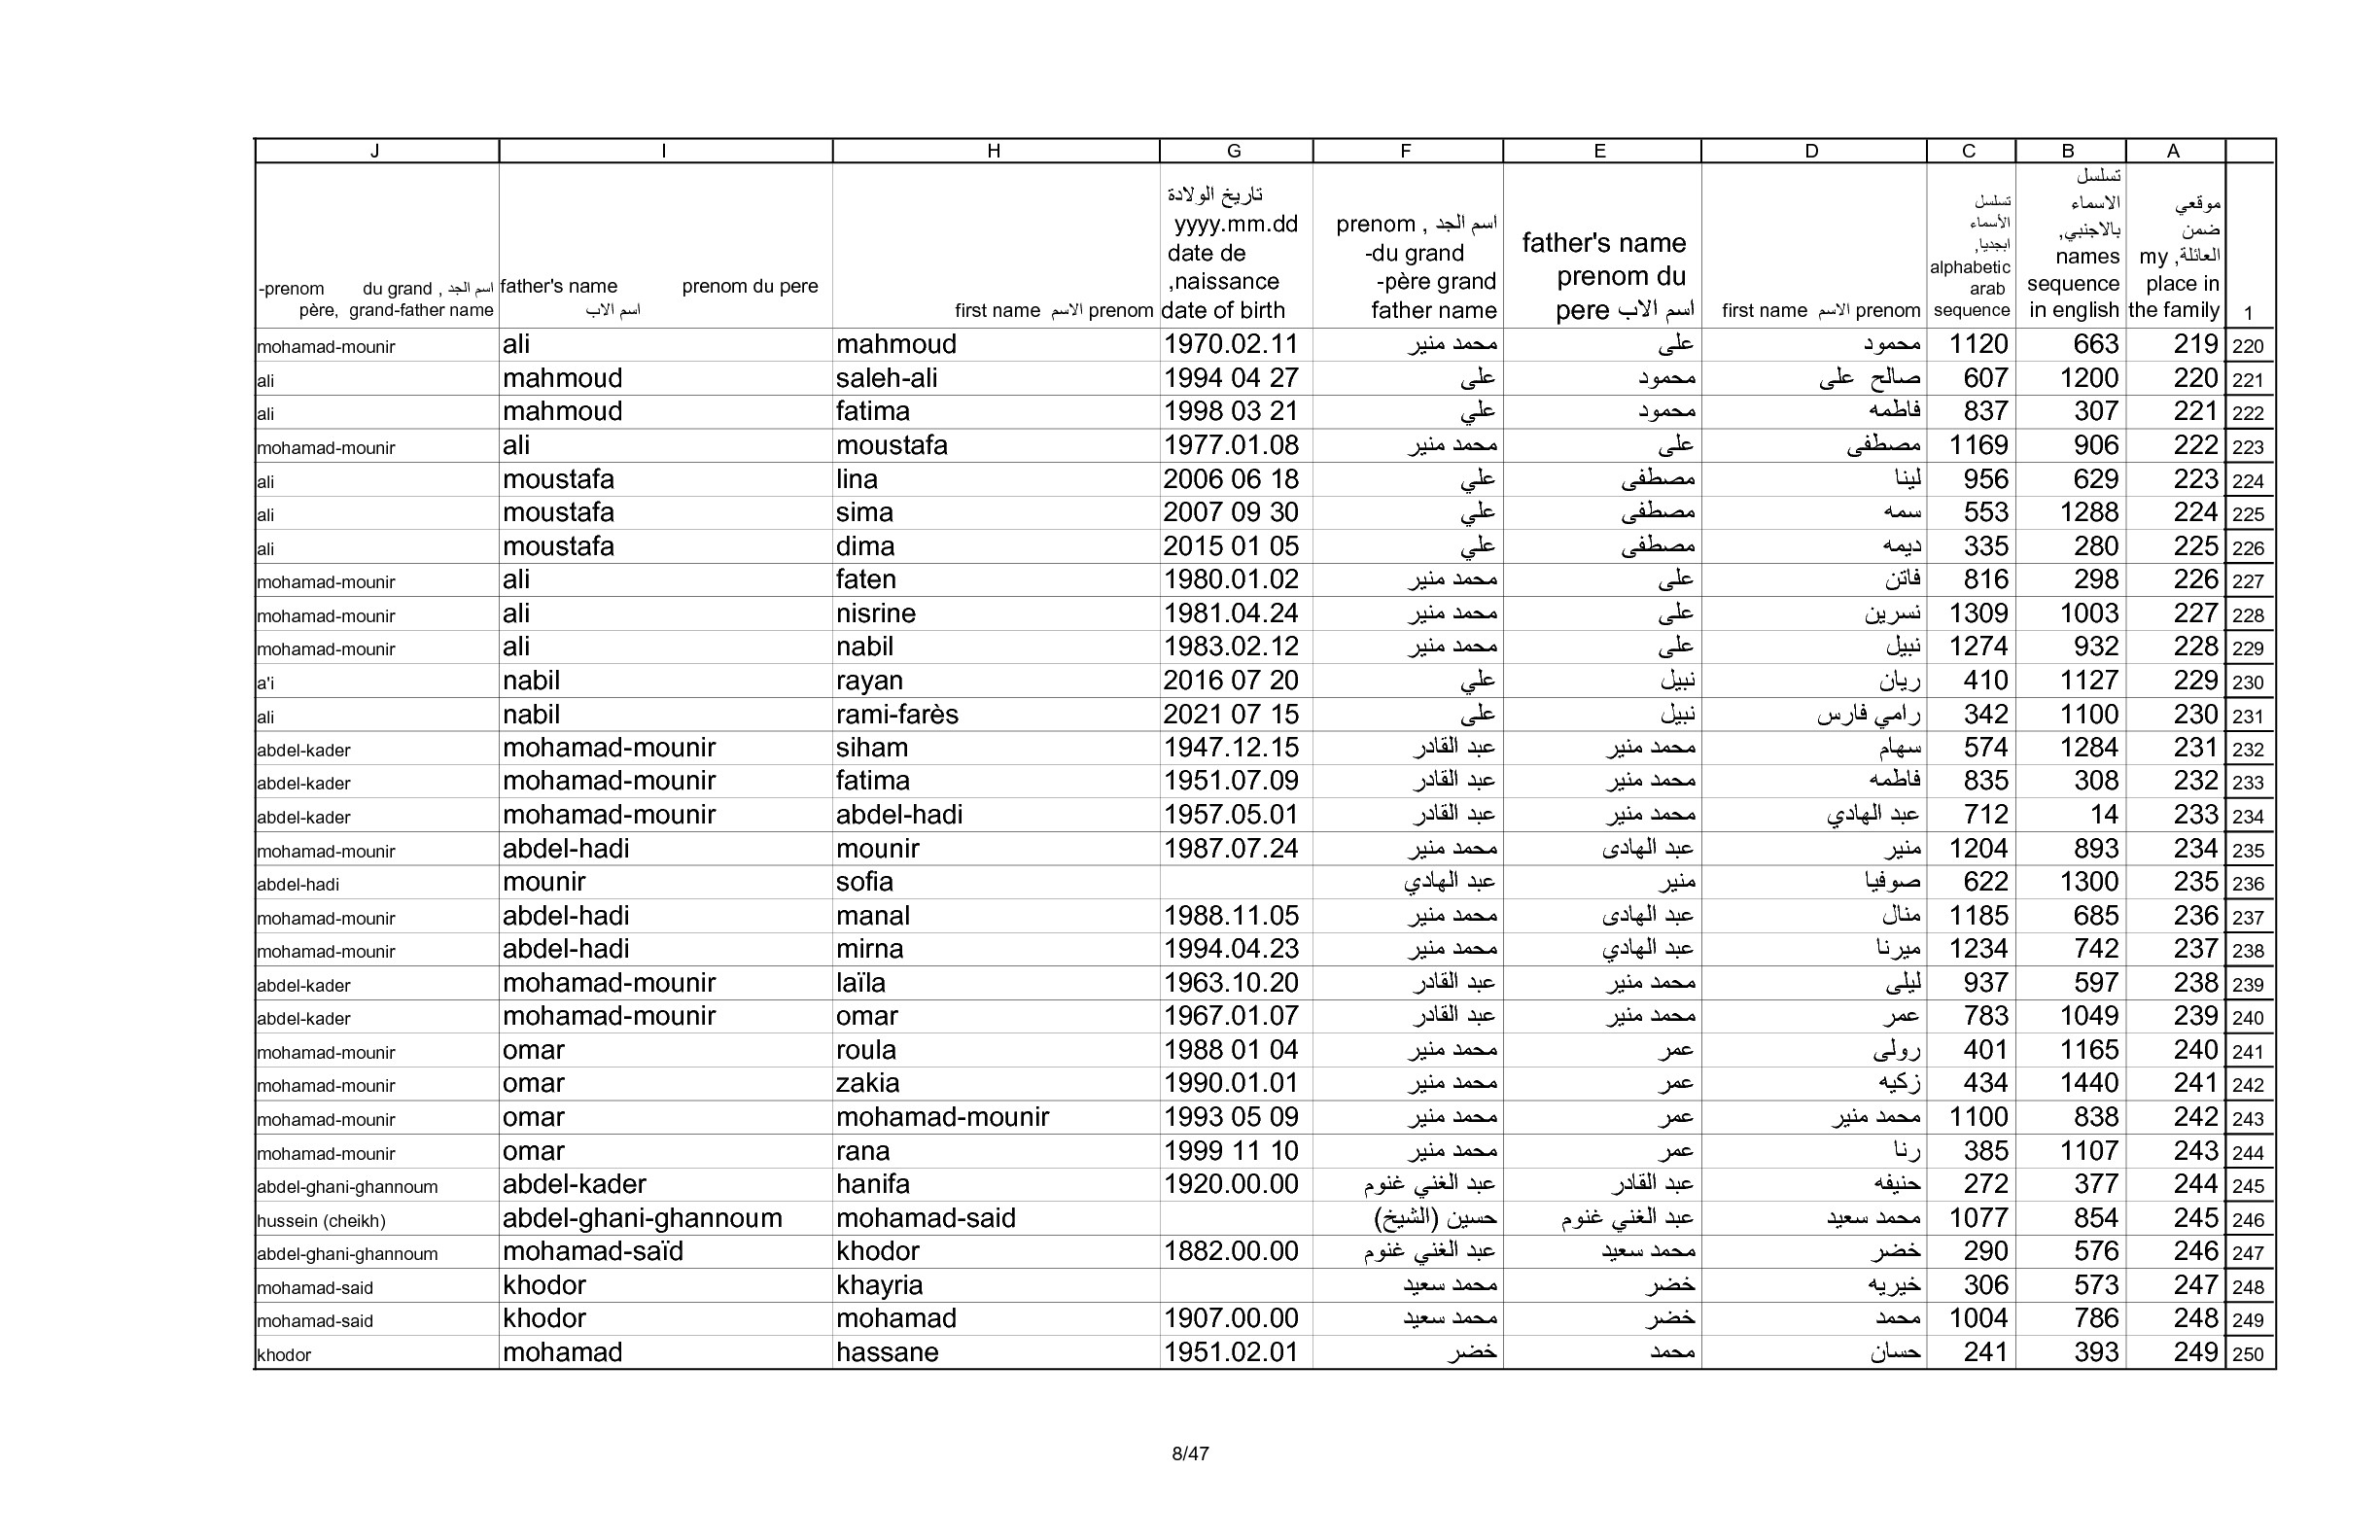 J I H G F E D C B A
-prenom du grand , اسم الجد père, grand-father name
father's name prenom du pere اسم الاب
first name الاسم prenom
تاريخ الولادة yyyy.mm.dd date de ,naissance date of birth
prenom , اسم الجد -du grand -père grand father name
father's name prenom du pere اسم الاب
first name الاسم prenom
تسلسل الأسماء ابجديا, alphabetic arab sequence
تسلسل الاسماء بالاجنبي, names sequence in english
موقعي ضمن العائلة, my place in the family
1
mohamad-mounir ali mahmoud 1970.02.11 محمد منير على محمود 1120 663 219 220
ali mahmoud saleh-ali 1994 04 27 على محمود صالح على 607 1200 220 221
ali mahmoud fatima 1998 03 21 علي محمود فاطمه 837 307 221 222
mohamad-mounir ali moustafa 1977.01.08 محمد منير على مصطفى 1169 906 222 223
ali moustafa lina 2006 06 18 علي مصطفى لينا 956 629 223 224
ali moustafa sima 2007 09 30 علي مصطفى سمه 553 1288 224 225
ali moustafa dima 2015 01 05 علي مصطفى ديمه 335 280 225 226
mohamad-mounir ali faten 1980.01.02 محمد منير على فاتن 816 298 226 227
mohamad-mounir ali nisrine 1981.04.24 محمد منير على نسرين 1309 1003 227 228
mohamad-mounir ali nabil 1983.02.12 محمد منير على نبيل 1274 932 228 229
a'i nabil rayan 2016 07 20 علي نبيل ريان 410 1127 229 230
ali nabil rami-farès 2021 07 15 على نبيل رامي فارس 342 1100 230 231
abdel-kader mohamad-mounir siham 1947.12.15 عبد القادر محمد منير سهام 574 1284 231 232
abdel-kader mohamad-mounir fatima 1951.07.09 عبد القادر محمد منير فاطمه 835 308 232 233
abdel-kader mohamad-mounir abdel-hadi 1957.05.01 عبد القادر محمد منير عبد الهادي 712 14 233 234
mohamad-mounir abdel-hadi mounir 1987.07.24 محمد منير عبد الهادى منير 1204 893 234 235
abdel-hadi mounir sofia عبد الهادي منير صوفيا 622 1300 235 236
mohamad-mounir abdel-hadi manal 1988.11.05 محمد منير عبد الهادى منال 1185 685 236 237
mohamad-mounir abdel-hadi mirna 1994.04.23 محمد منير عبد الهادي ميرنا 1234 742 237 238
abdel-kader mohamad-mounir laïla 1963.10.20 عبد القادر محمد منير ليلى 937 597 238 239
abdel-kader mohamad-mounir omar 1967.01.07 عبد القادر محمد منير عمر 783 1049 239 240
mohamad-mounir omar roula 1988 01 04 محمد منير عمر رولى 401 1165 240 241
mohamad-mounir omar zakia 1990.01.01 محمد منير عمر زكيه 434 1440 241 242
mohamad-mounir omar mohamad-mounir 1993 05 09 محمد منير عمر محمد منير 1100 838 242 243
mohamad-mounir omar rana 1999 11 10 محمد منير عمر رنا 385 1107 243 244
abdel-ghani-ghannoum abdel-kader hanifa 1920.00.00 عبد الغني غنوم عبد القادر حنيفه 272 377 244 245
hussein (cheikh) abdel-ghani-ghannoum mohamad-said حسين (الشيخ) عبد الغني غنوم محمد سعيد 1077 854 245 246
abdel-ghani-ghannoum mohamad-saïd khodor 1882.00.00 عبد الغني غنوم محمد سعيد خضر 290 576 246 247
mohamad-said khodor khayria محمد سعيد خضر خيريه 306 573 247 248
mohamad-said khodor mohamad 1907.00.00 محمد سعيد خضر محمد 1004 786 248 249
khodor mohamad hassane 1951.02.01 خضر محمد حسان 241 393 249 250
8/47